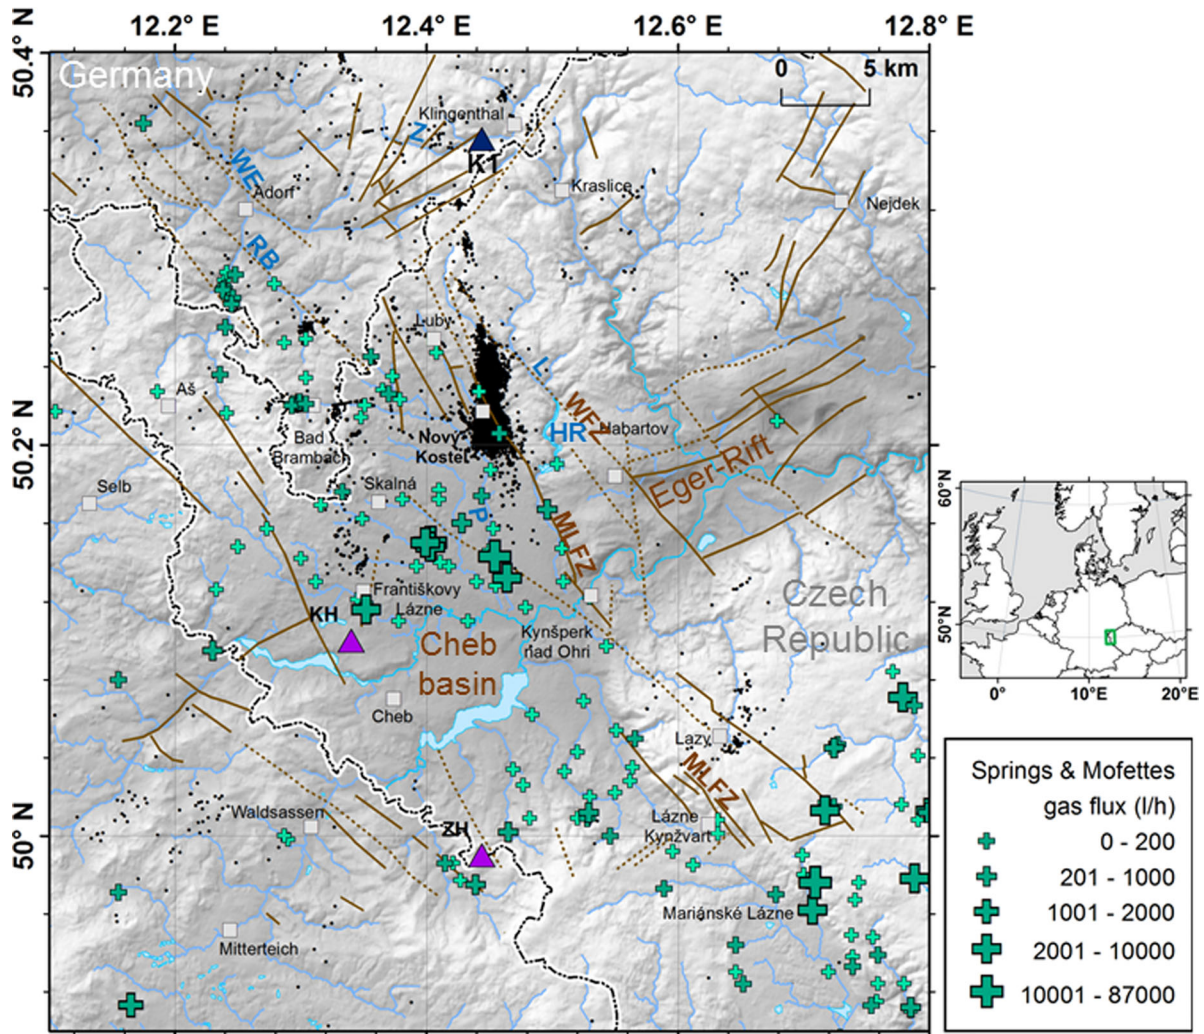 12.2° E
12.4° E
12.6° E
12.8° E
50.4° N
Germany
0
5 km
Klingenthal
Z
KT
WE
Adorf
Kraslice
Nejdek
RB
Luby
L
Aš
WFZ
HR
Habartov
50.2° N
Bad
Brambach
Nový
Kostel
Eger-Rift
Selb
Skalná
P
MLFZ
Františkovy
Lázne
KH
Czech
Republic
Cheb
basin
Kynšperk
nad Ohri
Cheb
Lazy
MLFZ
Waldsassen
50° N
ZH
Lázne
Kynžvart
Mariánské Lázne
Mitterteich
60°N
50°N
0°
10°E
20°E
Springs & Mofettes
gas flux (l/h)
0 - 200
201 - 1000
1001 - 2000
2001 - 10000
10001 - 87000